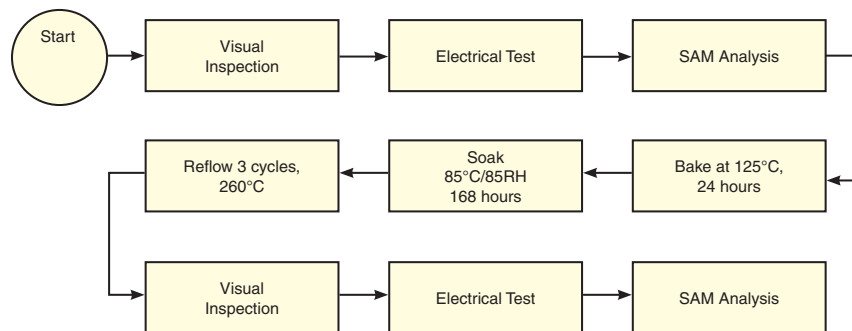 Start
Visual
Inspection
Electrical Test
SAM Analysis
Bake at 125°C,
24 hours
Soak
85°C/85RH
168 hours
Reflow 3 cycles,
260°C
Visual
Inspection
Electrical Test
SAM Analysis